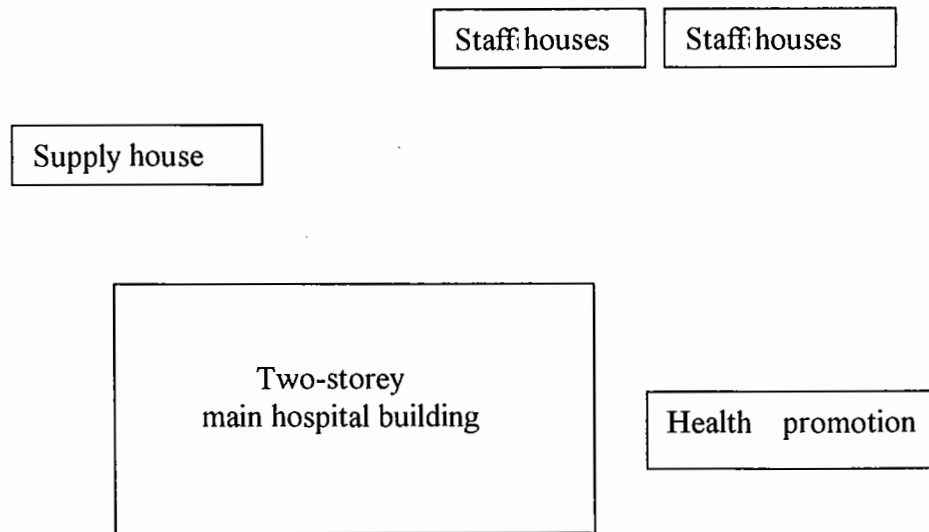 Staff houses
Staff houses
Supply house
Two-storey
main hospital building
Health promotion